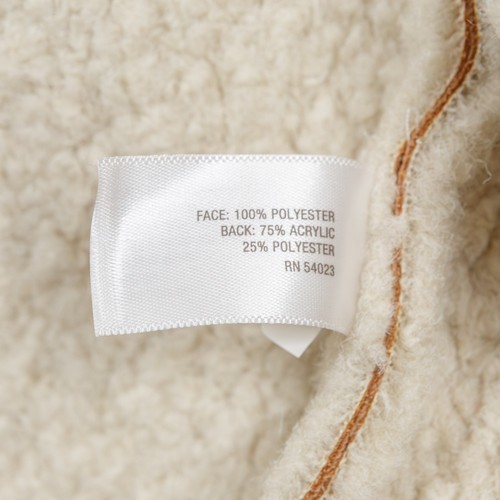 FACE: 100% POLYESTER
BACK: 75% ACRYLIC
25% POLYESTER
RN 54023